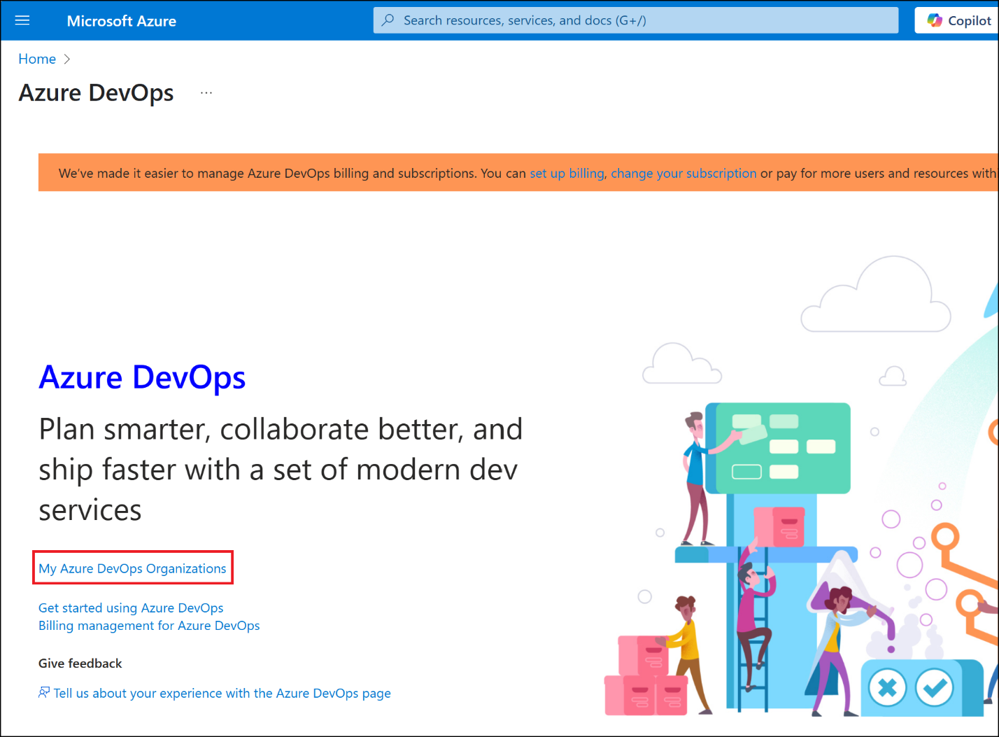 Microsoft Azure
Search resources, services, and docs (G+/)
Copilot
Home
Azure DevOps ...
We've made it easier to manage Azure DevOps billing and subscriptions. You can set up billing, change your subscription or pay for more users and resources with
Azure DevOps
Plan smarter, collaborate better, and
ship faster with a set of modern dev
services
My Azure DevOps Organizations
Get started using Azure DevOps
Billing management for Azure DevOps
Give feedback
Tell us about your experience with the Azure DevOps page